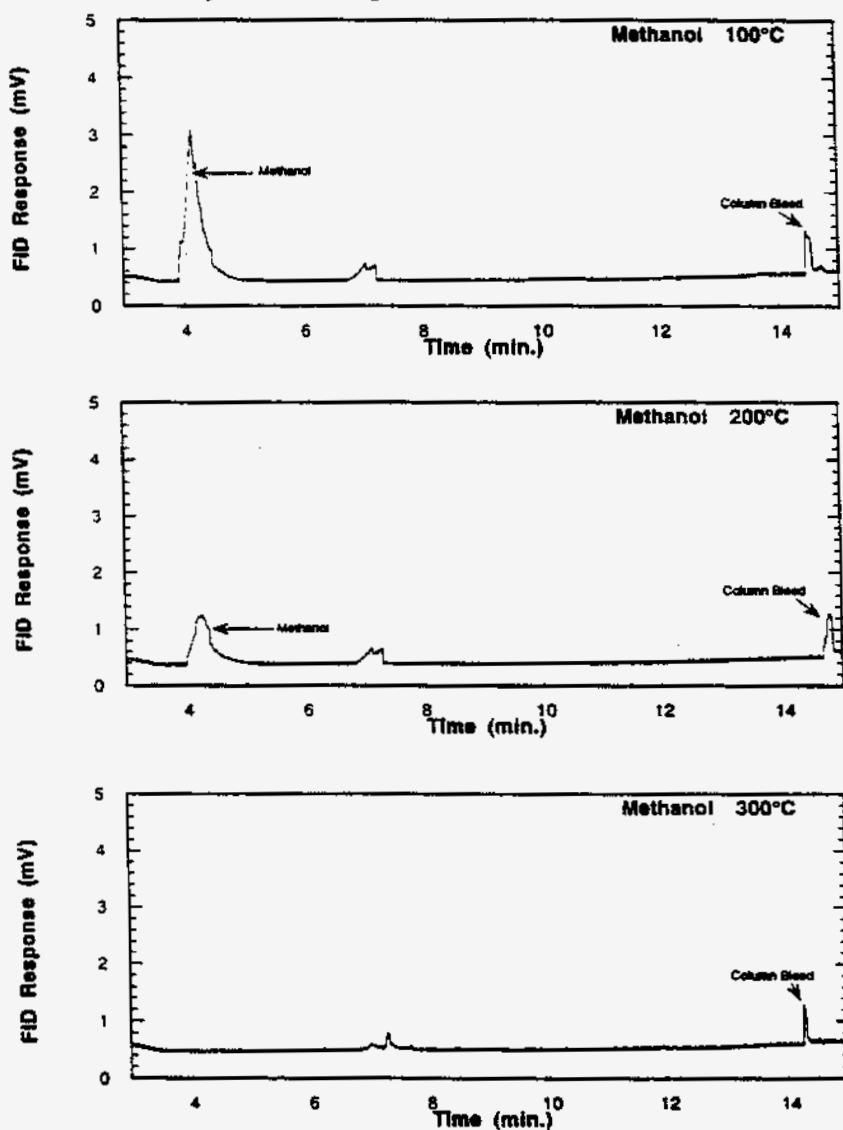 Methanol 100°C
FID Response (mV)
5
4
3
2
1
0
Methanol
Column Bleed
4 6 8 10 12 14
Time (min.)
Methanol 200°C
FID Response (mV)
5
4
3
2
1
0
Methanol
Column Bleed
4 6 8 10 12 14
Time (min.)
Methanol 300°C
FID Response (mV)
5
4
3
2
1
0
Column Bleed
4 6 8 10 12 14
Time (min.)